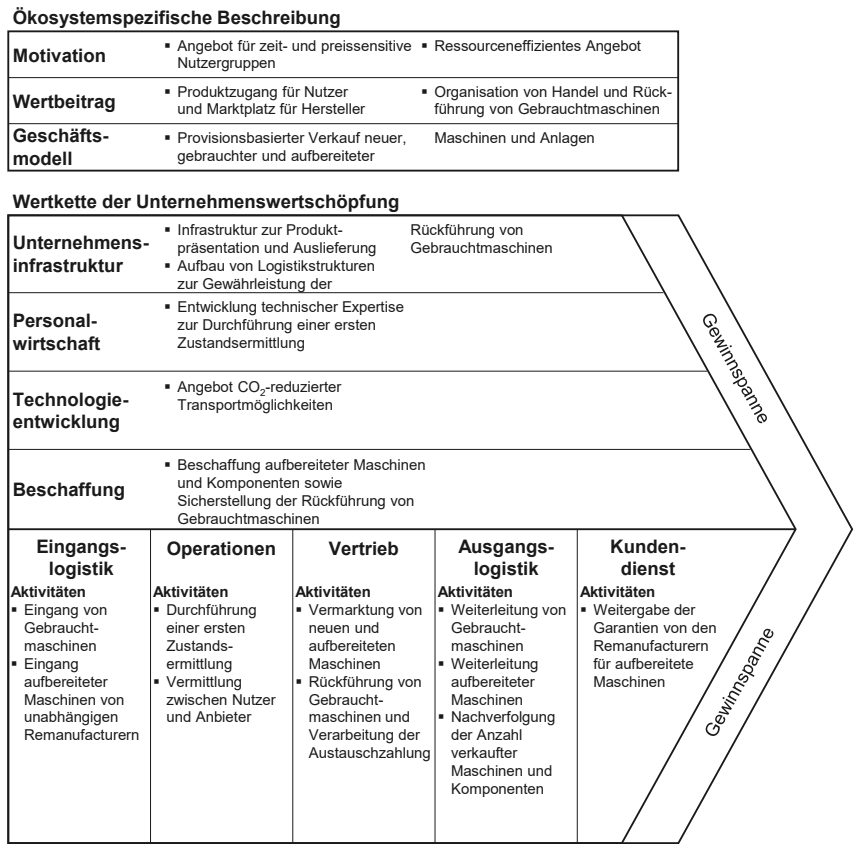 Ökosystemspezifische Beschreibung
Motivation
▪ Angebot für zeit- und preissensitive
Nutzergruppen
▪ Ressourceneffizientes Angebot
Wertbeitrag
▪ Produktzugang für Nutzer
und Marktplatz für Hersteller
▪ Organisation von Handel und Rück-
führung von Gebrauchtmaschinen
Geschäfts-
modell
▪ Provisionsbasierter Verkauf neuer,
gebrauchter und aufbereiteter
Maschinen und Anlagen
Wertkette der Unternehmenswertschöpfung
Unternehmens-
infrastruktur
▪ Infrastruktur zur Produkt-
präsentation und Auslieferung
▪ Aufbau von Logistikstrukturen
zur Gewährleistung der
Rückführung von
Gebrauchtmaschinen
Personal-
wirtschaft
▪ Entwicklung technischer Expertise
zur Durchführung einer ersten
Zustandsermittlung
Technologie-
entwicklung
▪ Angebot CO2-reduzierter
Transportmöglichkeiten
Beschaffung
▪ Beschaffung aufbereiteter Maschinen
und Komponenten sowie
Sicherstellung der Rückführung von
Gebrauchtmaschinen
Gewinnspanne
Eingangs-
logistik
Aktivitäten
▪ Eingang von
Gebraucht-
maschinen
▪ Eingang
aufbereiteter
Maschinen von
unabhängigen
Remanufacturern
Operationen
Aktivitäten
▪ Durchführung
einer ersten
Zustands-
ermittlung
▪ Vermittlung
zwischen Nutzer
und Anbieter
Vertrieb
Aktivitäten
▪ Vermarktung von
neuen und
aufbereiteten
Maschinen
▪ Rückführung von
Gebraucht-
maschinen und
Verarbeitung der
Austauschzahlung
Ausgangs-
logistik
Aktivitäten
▪ Weiterleitung von
Gebraucht-
maschinen
▪ Weiterleitung
aufbereiteter
Maschinen
▪ Nachverfolgung
der Anzahl
verkaufter
Maschinen und
Komponenten
Kunden-
dienst
Aktivitäten
▪ Weitergabe der
Garantien von den
Remanufacturern
für aufbereitete
Maschinen
Gewinnspanne